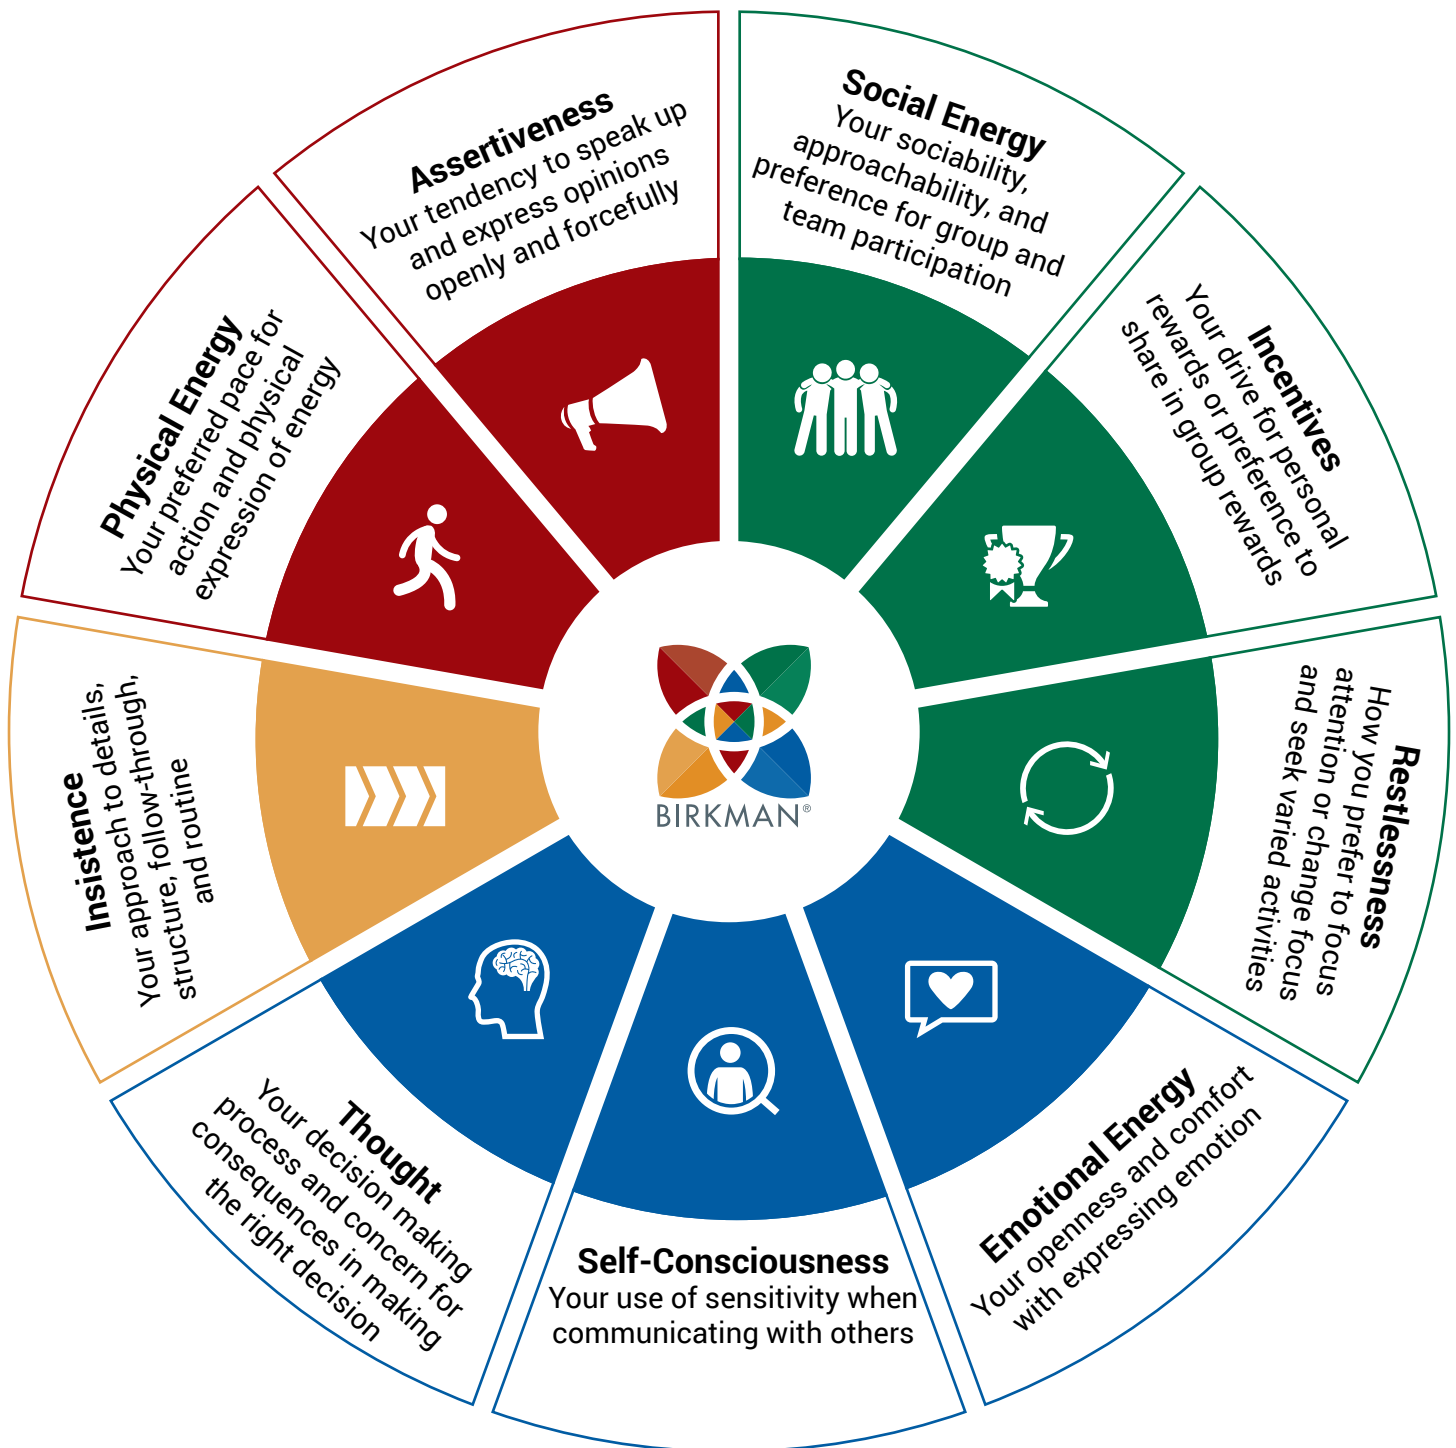 Assertiveness
Your tendency to speak up
and express opinions
openly and forcefully
Social Energy
Your sociability,
approachability, and
preference for group and
team participation
Incentives
Your drive for personal
rewards or preference to
share in group rewards
Restlessness
How you prefer to focus
attention or change focus
and seek varied activities
Emotional Energy
Your openness and comfort
with expressing emotion
Self-Consciousness
Your use of sensitivity when
communicating with others
Thought
Your decision making
process and concern for
consequences in making
the right decision
Insistence
Your approach to details,
structure, follow-through,
and routine
Physical Energy
Your preferred pace for
action and physical
expression of energy
BIRKMAN®